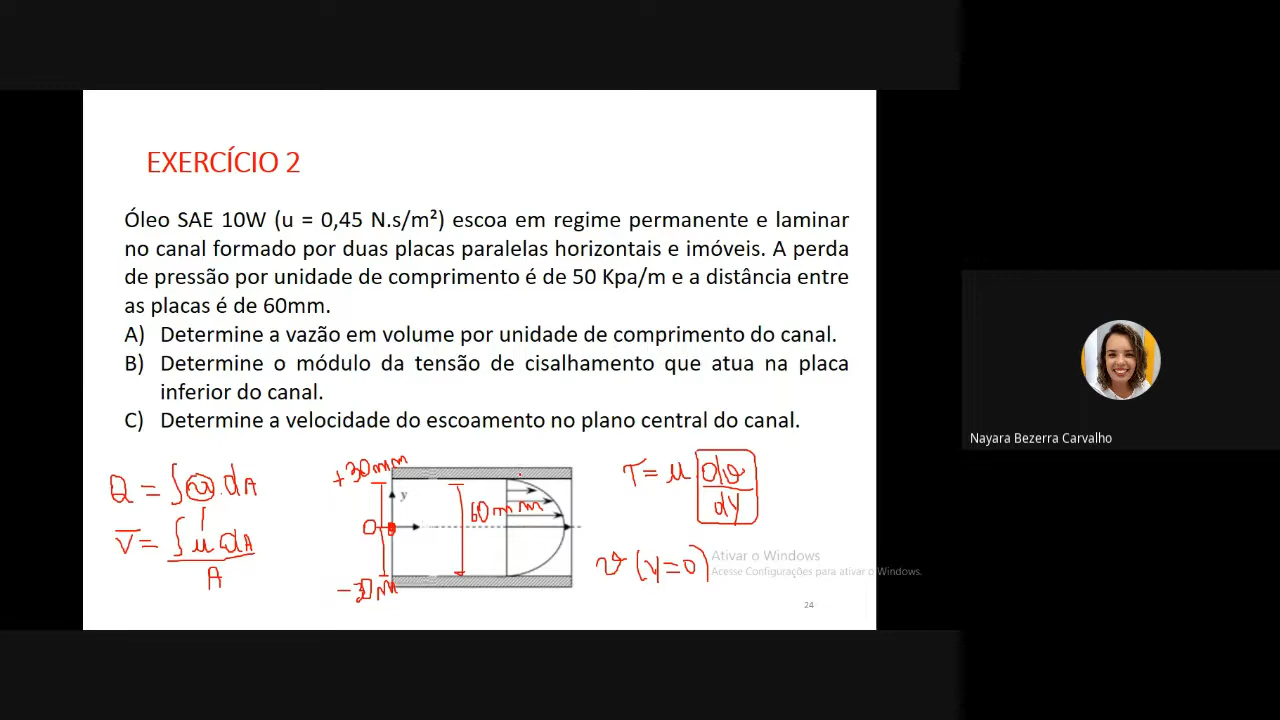 EXERCÍCIO 2
Óleo SAE 10W (u = 0,45 N.s/m²) escoa em regime permanente e laminar
no canal formado por duas placas paralelas horizontais e imóveis. A perda
de pressão por unidade de comprimento é de 50 Kpa/m e a distância entre
as placas é de 60mm.
A) Determine a vazão em volume por unidade de comprimento do canal.
B) Determine o módulo da tensão de cisalhamento que atua na placa
inferior do canal.
C) Determine a velocidade do escoamento no plano central do canal.
Nayara Bezerra Carvalho
+30mm
Q = ∫ . dA
V̅ = ∫ u dA
A
y
0
60mm
τ = μ dv
dy
v (y=0)
Ativar o Windows
Acesse Configurações para ativar o Windows.
24